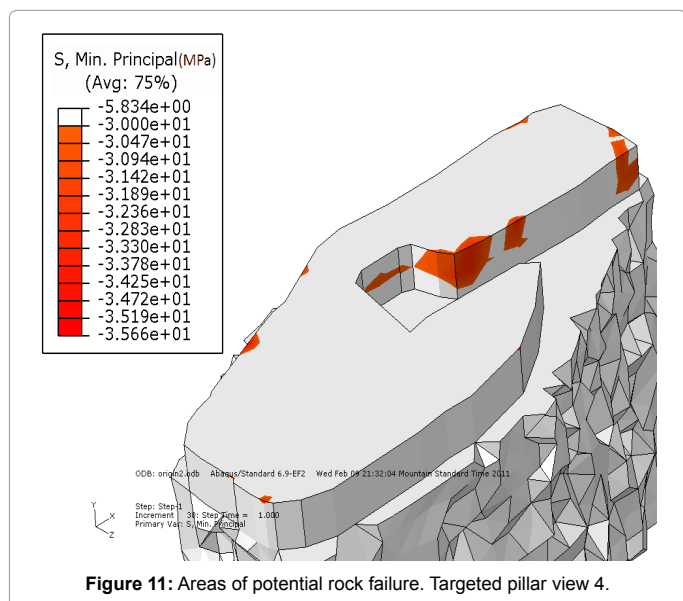 S, Min. Principal(MPa)
(Avg: 75%)
-5.834e+00
-3.000e+01
-3.047e+01
-3.094e+01
-3.142e+01
-3.189e+01
-3.236e+01
-3.283e+01
-3.330e+01
-3.378e+01
-3.425e+01
-3.472e+01
-3.519e+01
-3.566e+01
ODB: origin2.odb Abaqus/Standard 6.9-EF2 Wed Feb 09 21:32:04 Mountain Standard Time 2011
Step: Step-1
Increment 30: Step Time = 1.000
Primary Var: S, Min. Principal
Y
X
Z
Figure 11: Areas of potential rock failure. Targeted pillar view 4.